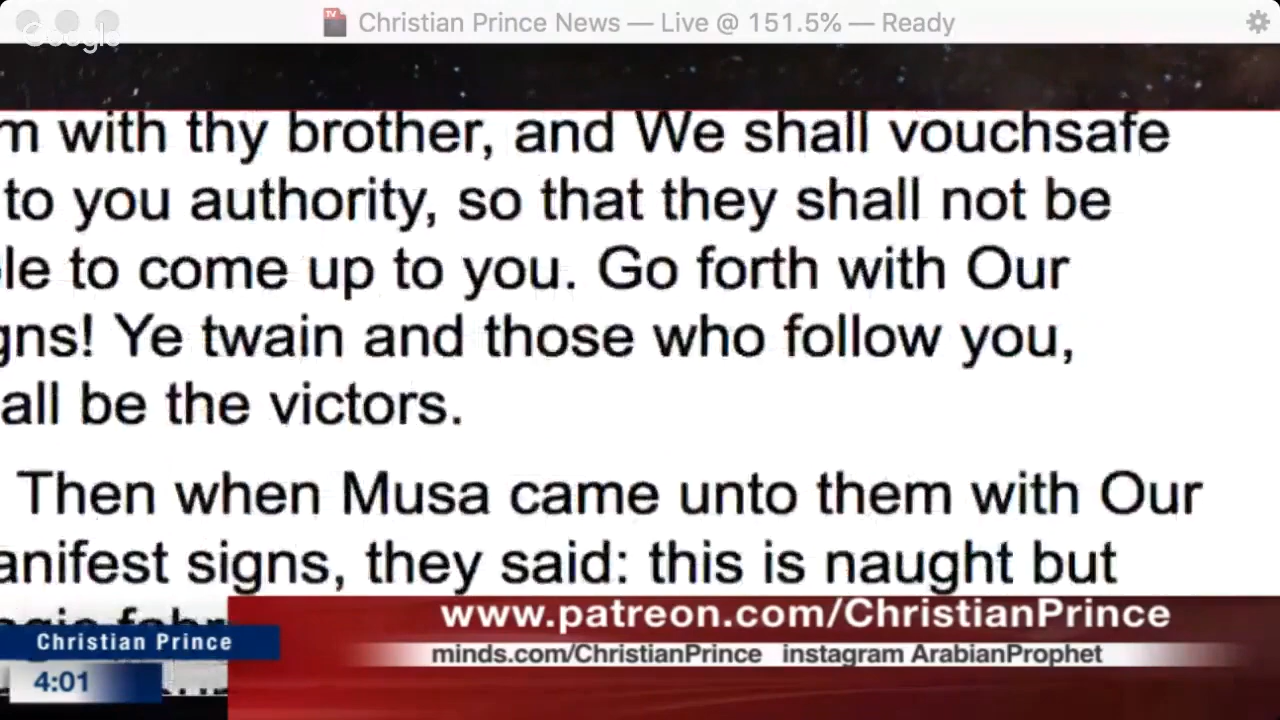 Christian Prince News — Live @ 151.5% — Ready
Google
m with thy brother, and We shall vouchsafe
to you authority, so that they shall not be
le to come up to you. Go forth with Our
gns! Ye twain and those who follow you,
all be the victors.
Then when Musa came unto them with Our
anifest signs, they said: this is naught but
www.patreon.com/ChristianPrince
Christian Prince
minds.com/ChristianPrince instagram ArabianProphet
4:01